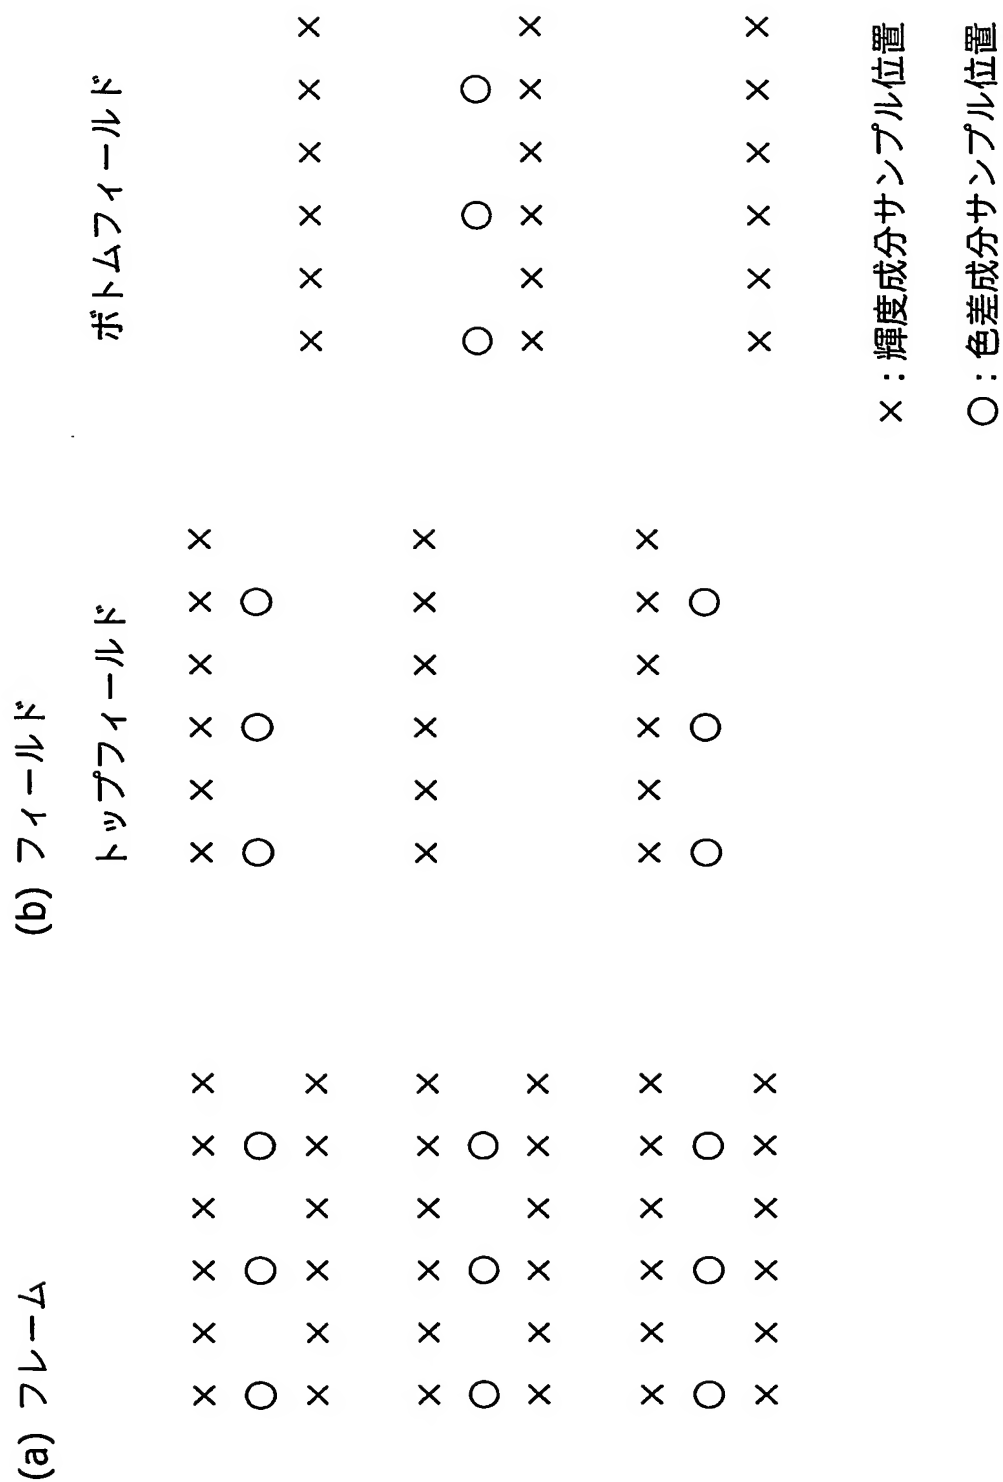 (a) フレーム
(b) フィールド
トップフィールド
ボトムフィールド
×：輝度成分サンプル位置
○：色差成分サンプル位置